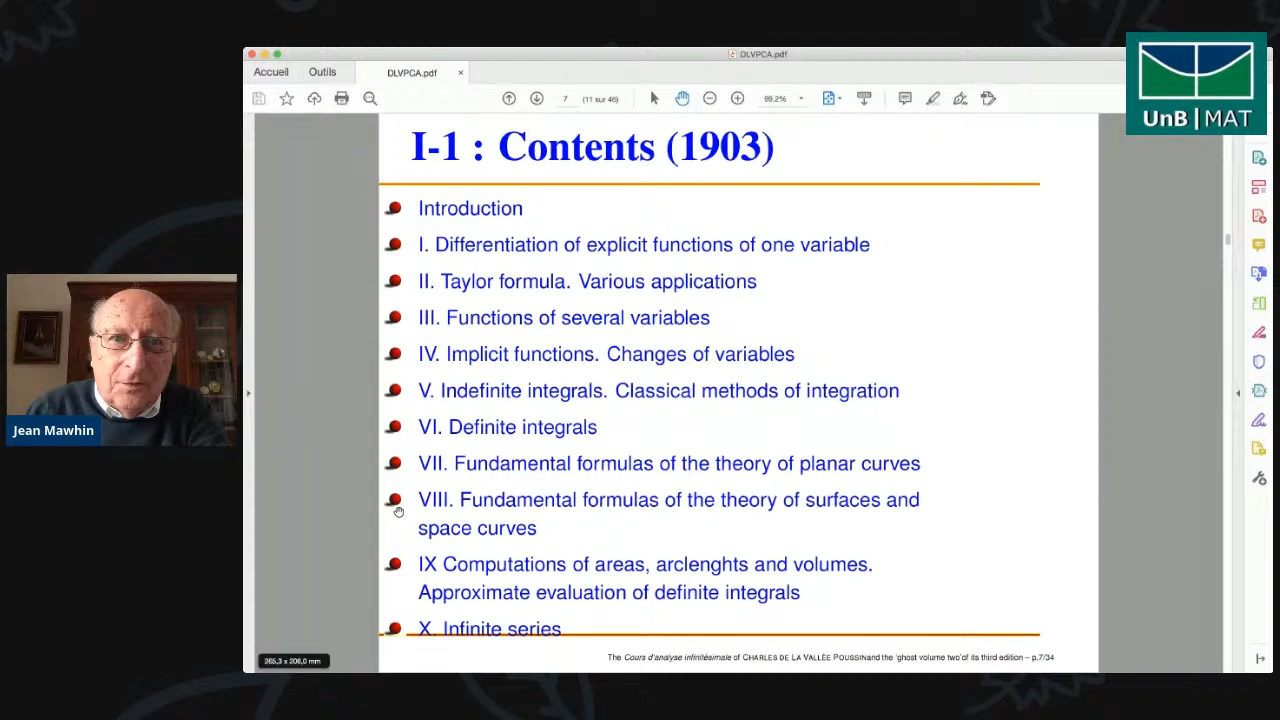 DLVPCA.pdf
Accueil Outils DLVPCA.pdf ×
7 (11 sur 46) 99,2%
UnB | MAT
I-1 : Contents (1903)
Introduction
I. Differentiation of explicit functions of one variable
II. Taylor formula. Various applications
III. Functions of several variables
IV. Implicit functions. Changes of variables
V. Indefinite integrals. Classical methods of integration
VI. Definite integrals
VII. Fundamental formulas of the theory of planar curves
VIII. Fundamental formulas of the theory of surfaces and
space curves
IX Computations of areas, arclenghts and volumes.
Approximate evaluation of definite integrals
X. Infinite series
The Cours d'analyse infinitésimale of CHARLES DE LA VALLÉE POUSSINand the 'ghost volume two'of its third edition – p.7/34
265,3 x 206,0 mm
Jean Mawhin